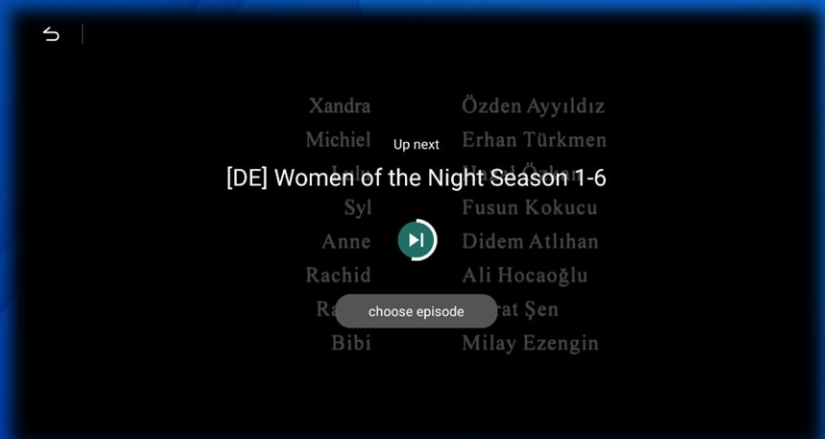 Xandra Özden Ayyıldız
Michiel Erhan Türkmen
Up next
[DE] Women of the Night Season 1-6
Syl Fusun Kokucu
Anne Didem Atlıhan
Rachid Ali Hocaoğlu
choose episode
Şen
Bibi Milay Ezengin